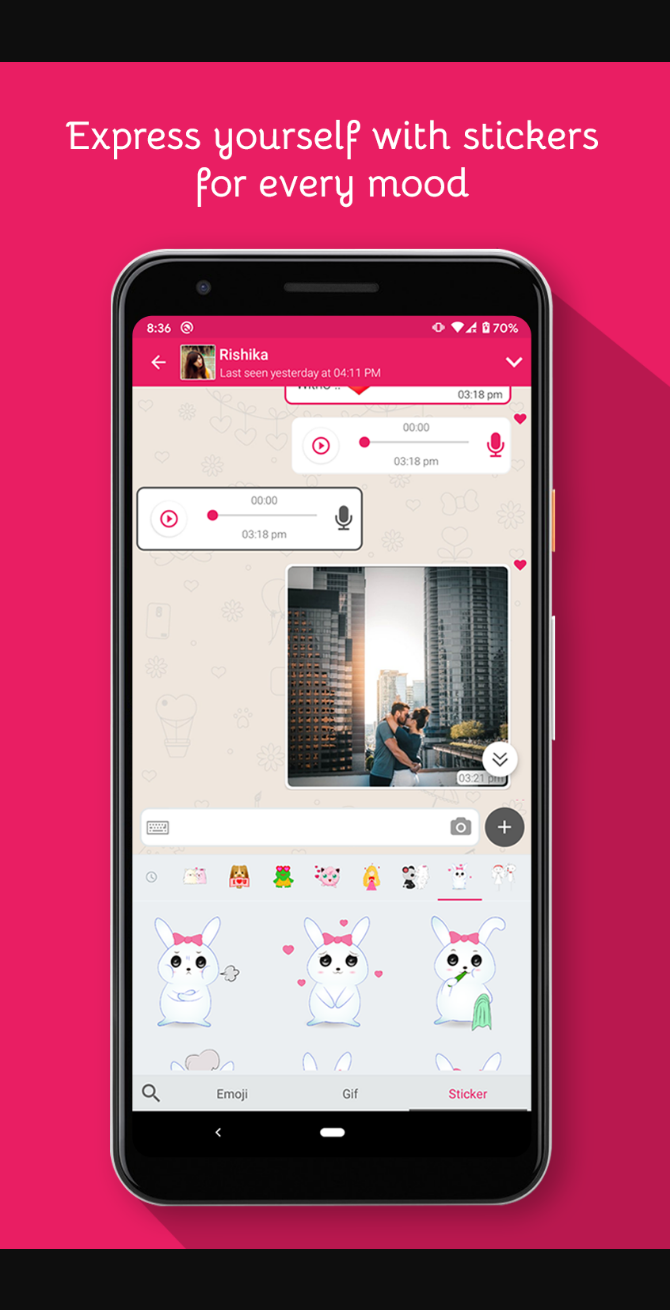 Express yourself with stickers
for every mood
8:36
70%
Rishika
Last seen yesterday at 04:11 PM
03:18 pm
00:00
03:18 pm
00:00
03:18 pm
03:21 pm
Emoji
Gif
Sticker